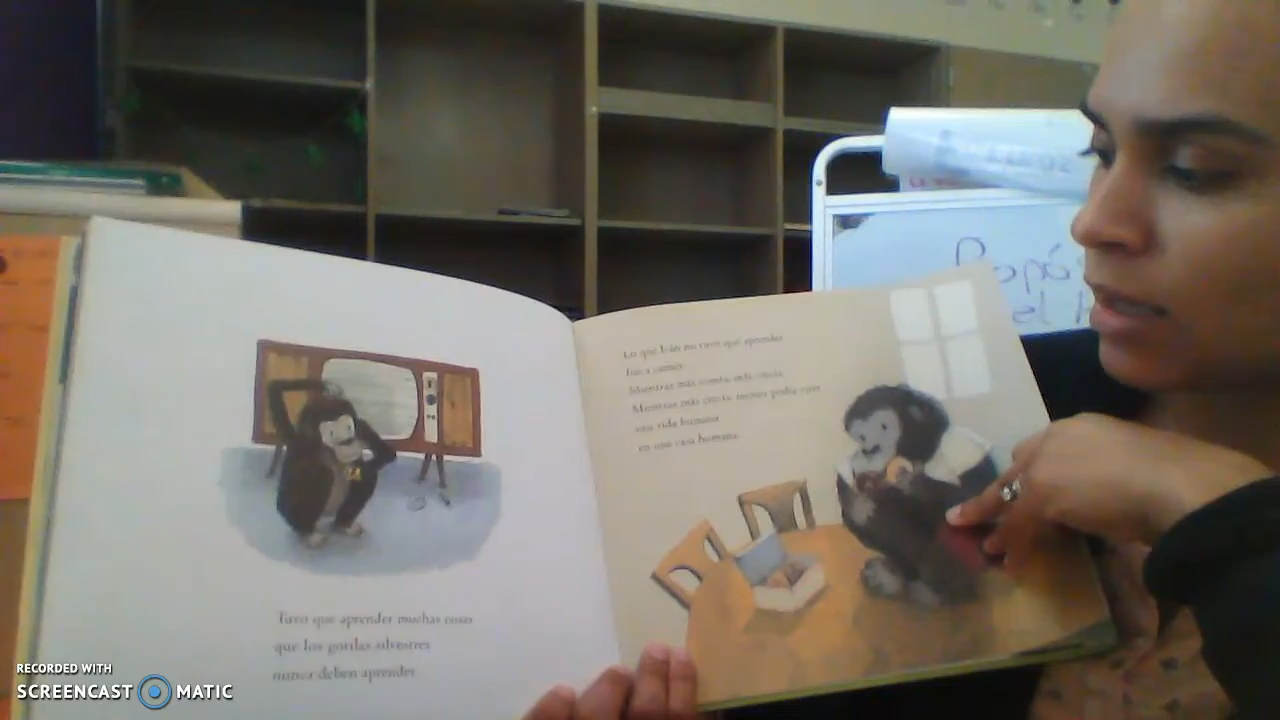 Papá
el
Lo que Iván no tuvo que aprender
fue a comer.
Mientras más comía, más crecía.
Mientras más crecía, menos podía vivir
una vida humana
en una casa humana.
Tuvo que aprender muchas cosas
que los gorilas silvestres
nunca deben aprender.
RECORDED WITH
SCREENCAST MATIC